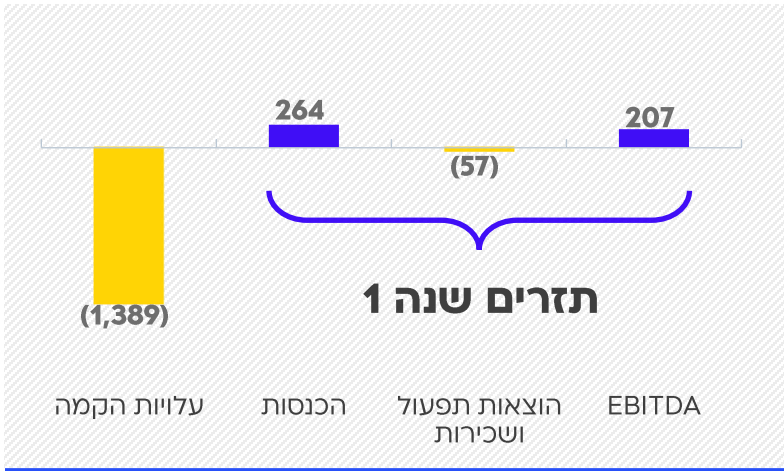 264
207
(57)
(1,389)
תזרים שנה 1
עלויות הקמה
הכנסות
הוצאות תפעול
ושכירות
EBITDA